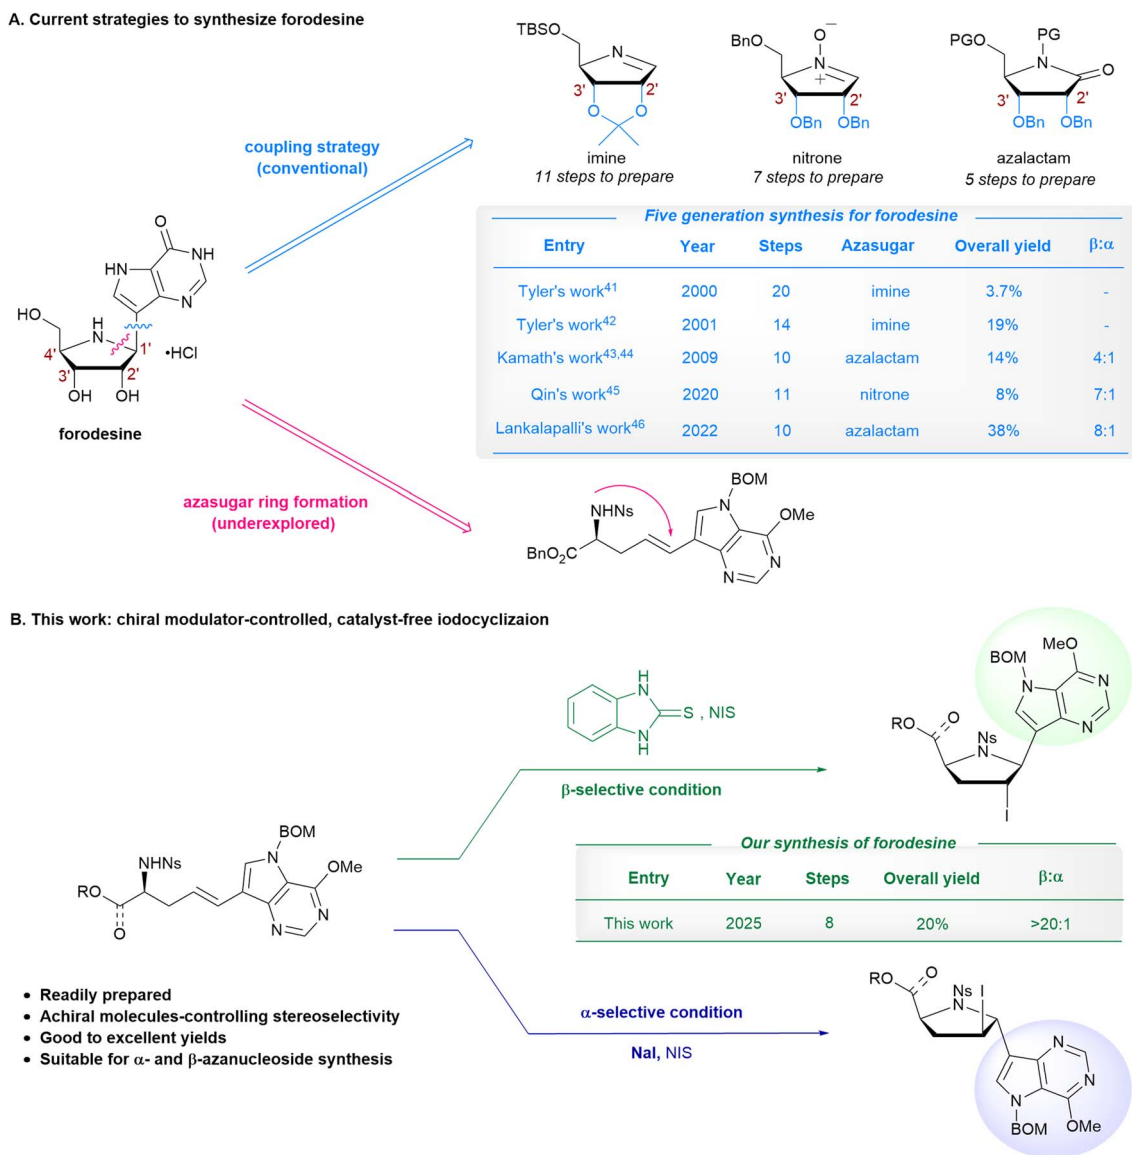 A. Current strategies to synthesize forodesine
TBSO
N
3'
2'
O
O
imine
11 steps to prepare
BnO
O
−
N
+
3'
2'
OBn
OBn
nitrone
7 steps to prepare
PGO
PG
N
O
3'
2'
OBn
OBn
azalactam
5 steps to prepare
coupling strategy
(conventional)
Five generation synthesis for forodesine
Entry Year Steps Azasugar Overall yield β:α
Tyler's work41 2000 20 imine 3.7% -
Tyler's work42 2001 14 imine 19% -
Kamath's work43,44 2009 10 azalactam 14% 4:1
Qin's work45 2020 11 nitrone 8% 7:1
Lankalapalli's work46 2022 10 azalactam 38% 8:1
O
HN
NH
N
HO
H
N
4'
1'
•HCl
3'
2'
OH
OH
forodesine
azasugar ring formation
(underexplored)
BOM
NHNs
N
OMe
BnO2C
N
N
B. This work: chiral modulator-controlled, catalyst-free iodocyclizaion
H
N
S , NIS
N
H
β-selective condition
MeO
BOM
N
N
N
RO
O
Ns
N
I
BOM
NHNs
N
OMe
RO
O
N
N
Our synthesis of forodesine
Entry Year Steps Overall yield β:α
This work 2025 8 20% >20:1
• Readily prepared
• Achiral molecules-controlling stereoselectivity
• Good to excellent yields
• Suitable for α- and β-azanucleoside synthesis
α-selective condition
NaI, NIS
RO
O
Ns
I
N
N
N
N
BOM
OMe